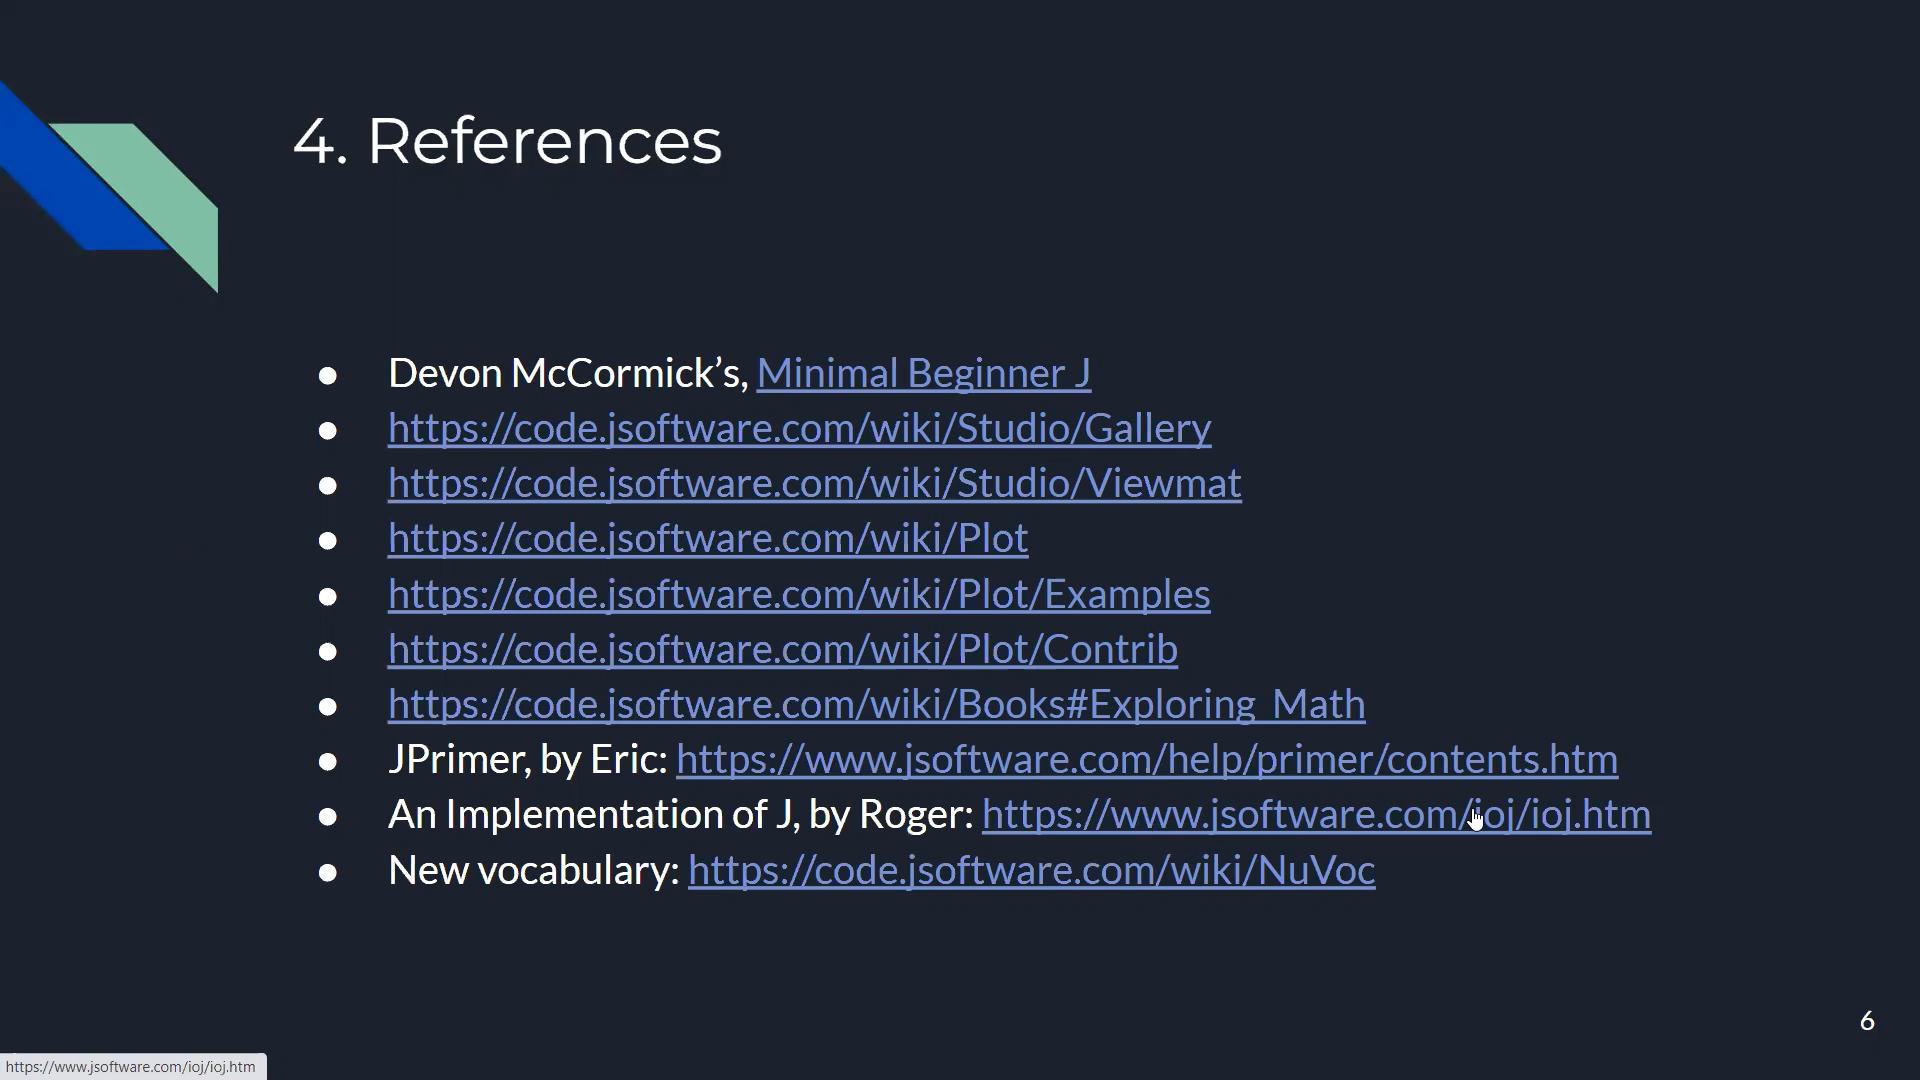 4. References
● Devon McCormick’s, Minimal Beginner J
● https://code.jsoftware.com/wiki/Studio/Gallery
● https://code.jsoftware.com/wiki/Studio/Viewmat
● https://code.jsoftware.com/wiki/Plot
● https://code.jsoftware.com/wiki/Plot/Examples
● https://code.jsoftware.com/wiki/Plot/Contrib
● https://code.jsoftware.com/wiki/Books#Exploring_Math
● JPrimer, by Eric: https://www.jsoftware.com/help/primer/contents.htm
● An Implementation of J, by Roger: https://www.jsoftware.com/ioj/ioj.htm
● New vocabulary: https://code.jsoftware.com/wiki/NuVoc
6
https://www.jsoftware.com/ioj/ioj.htm